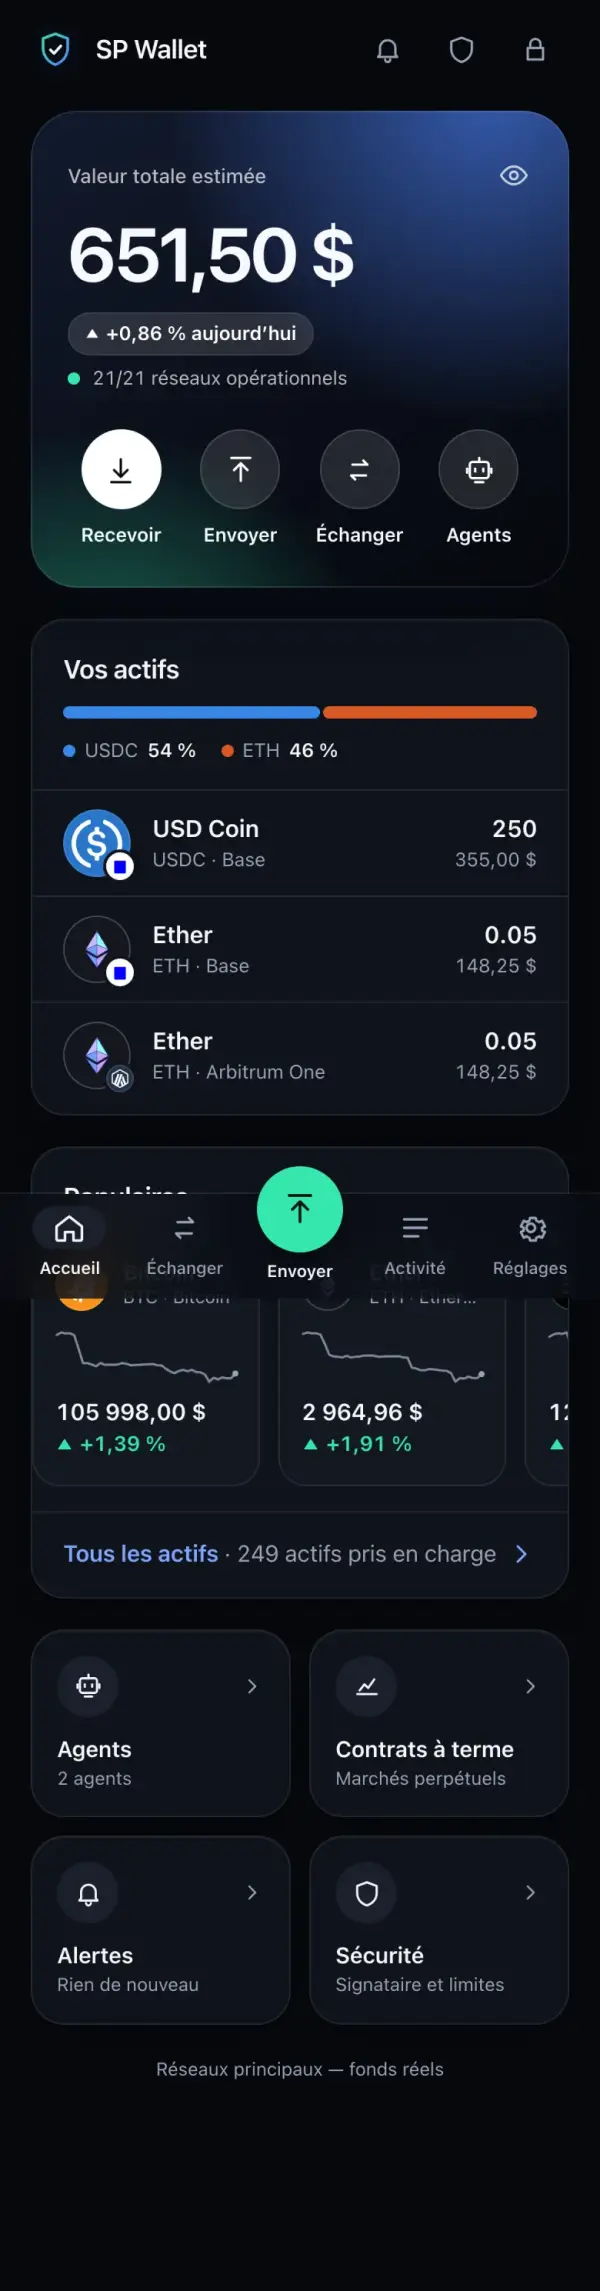 SP Wallet
Valeur totale estimée
651,50 $
▲ +0,86 % aujourd’hui
21/21 réseaux opérationnels
Recevoir Envoyer Échanger Agents
Vos actifs
USDC 54 % ETH 46 %
USD Coin 250
USDC · Base 355,00 $
Ether 0.05
ETH · Base 148,25 $
Ether 0.05
ETH · Arbitrum One 148,25 $
Accueil Échanger Envoyer Activité Réglages
BTC · Bitcoin ETH · Ether...
105 998,00 $ 2 964,96 $
▲ +1,39 % ▲ +1,91 %
Tous les actifs · 249 actifs pris en charge
Agents
2 agents
Contrats à terme
Marchés perpétuels
Alertes
Rien de nouveau
Sécurité
Signataire et limites
Réseaux principaux — fonds réels